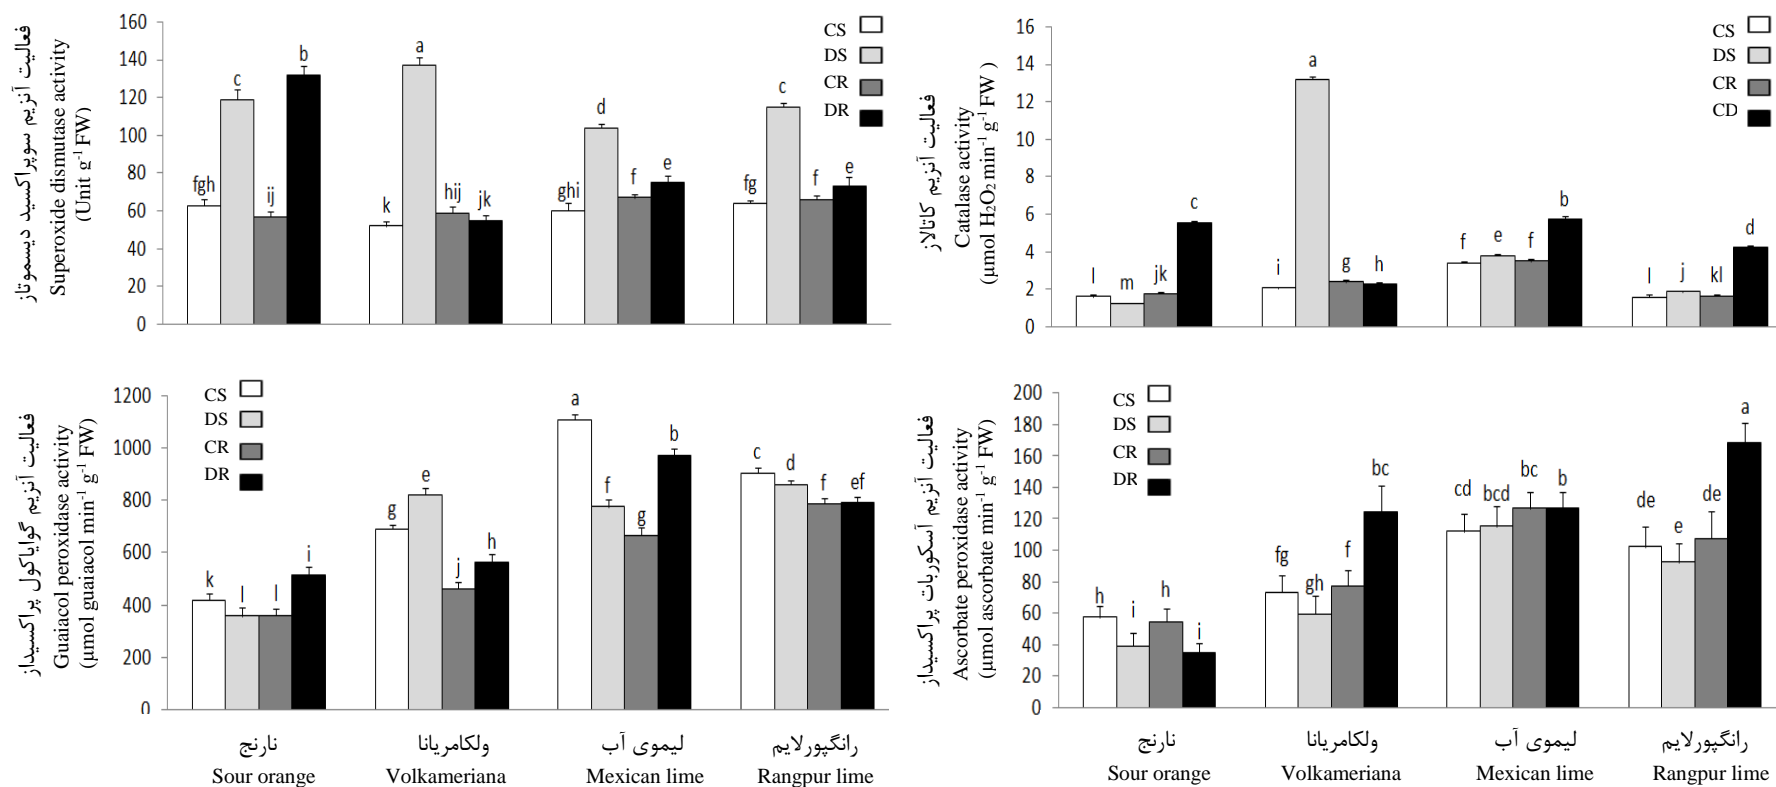 فعالیت آنزیم سوپراکسید دیسموتاز
Superoxide dismutase activity
(Unit g-1 FW)
160
140
120
100
80
60
40
20
0
CS
DS
CR
DR
fgh
c
ij
b
k
a
hij
jk
ghi
d
f
e
fg
c
f
e
فعالیت آنزیم کاتالاز
Catalase activity
(µmol H2O2 min-1 g-1 FW )
16
14
12
10
8
6
4
2
0
CS
DS
CR
CD
l
m
jk
c
i
a
g
h
f
e
f
b
l
j
kl
d
فعالیت آنزیم گوایاکول پراکسیداز
Guaiacol peroxidase activity
(µmol guaiacol min-1 g-1 FW)
1200
1000
800
600
400
200
0
CS
DS
CR
DR
k
l
l
i
g
e
j
h
a
f
g
b
c
d
f
ef
نارنج
ولکامریانا
لیموی آب
رانگپورلایم
Sour orange
Volkameriana
Mexican lime
Rangpur lime
فعالیت آنزیم آسکوربات پراکسیداز
Ascorbate peroxidase activity
(µmol ascorbate min-1 g-1 FW)
200
180
160
140
120
100
80
60
40
20
0
CS
DS
CR
DR
h
i
h
i
fg
gh
f
bc
cd
bcd
bc
b
de
e
de
a
نارنج
ولکامریانا
لیموی آب
رانگپورلایم
Sour orange
Volkameriana
Mexican lime
Rangpur lime